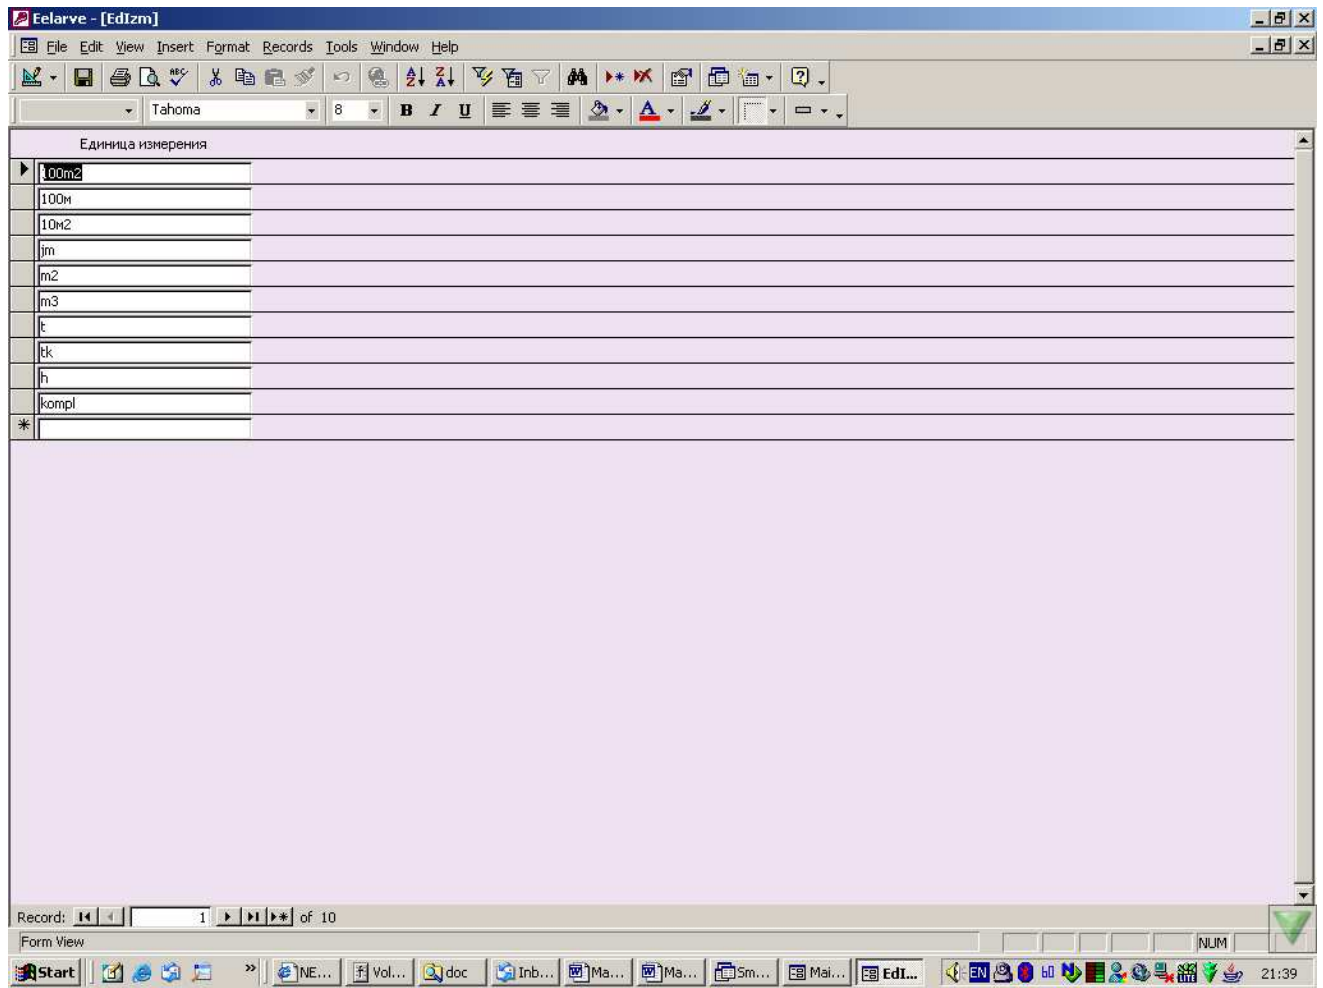 Eelarve - [EdIzm]
File Edit View Insert Format Records Tools Window Help
Tahoma 8 B I U A
Единица измерения
100m2
100м
10м2
jm
m2
m3
t
tk
h
kompl
Record: 1 of 10
Form View NUM
Start NE... Vol... doc Inb... Ma... Ma... Sm... Mai... EdI... EN 21:39